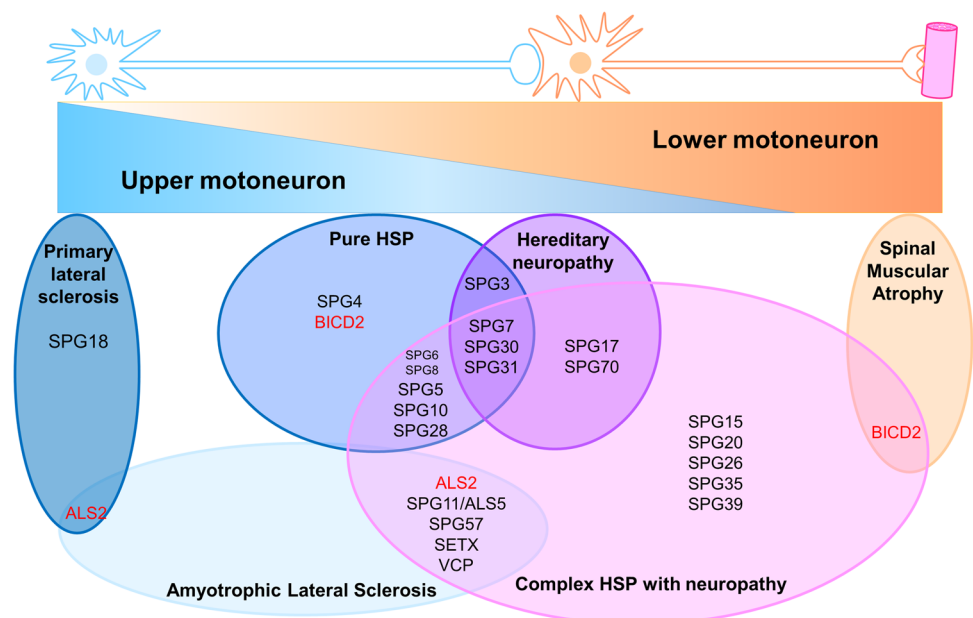 Lower motoneuron
Upper motoneuron
Primary
lateral
sclerosis
SPG18
ALS2
Pure HSP
SPG4
BICD2
Hereditary
neuropathy
SPG3
SPG7
SPG30
SPG31
SPG6
SPG8
SPG5
SPG10
SPG28
SPG17
SPG70
Spinal
Muscular
Atrophy
BICD2
SPG15
SPG20
SPG26
SPG35
SPG39
ALS2
SPG11/ALS5
SPG57
SETX
VCP
Amyotrophic Lateral Sclerosis
Complex HSP with neuropathy